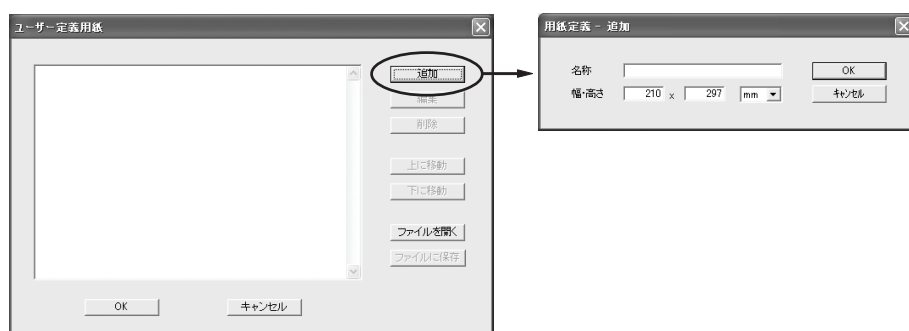 ユーザー定義用紙
追加
編集
削除
上に移動
下に移動
ファイルを開く
ファイルに保存
OK キャンセル
用紙定義 - 追加
名称
OK
幅・高さ 210 x 297 mm
キャンセル